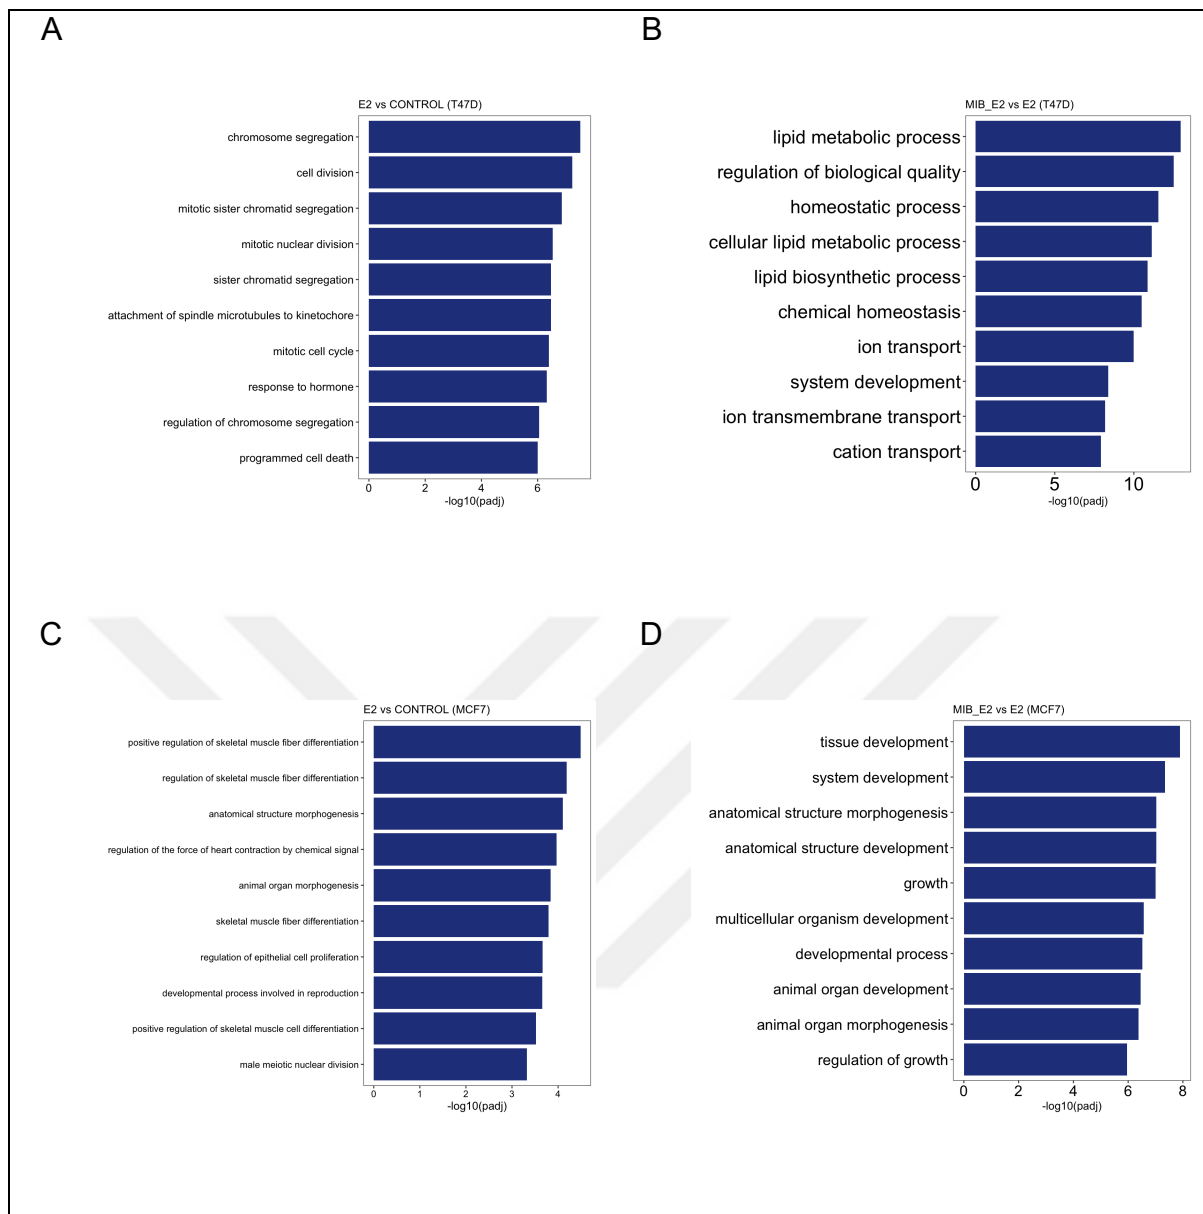 A
E2 vs CONTROL (T47D)
chromosome segregation
cell division
mitotic sister chromatid segregation
mitotic nuclear division
sister chromatid segregation
attachment of spindle microtubules to kinetochore
mitotic cell cycle
response to hormone
regulation of chromosome segregation
programmed cell death
0 2 4 6
-log10(padj)
B
MIB_E2 vs E2 (T47D)
lipid metabolic process
regulation of biological quality
homeostatic process
cellular lipid metabolic process
lipid biosynthetic process
chemical homeostasis
ion transport
system development
ion transmembrane transport
cation transport
0 5 10
-log10(padj)
C
E2 vs CONTROL (MCF7)
positive regulation of skeletal muscle fiber differentiation
regulation of skeletal muscle fiber differentiation
anatomical structure morphogenesis
regulation of the force of heart contraction by chemical signal
animal organ morphogenesis
skeletal muscle fiber differentiation
regulation of epithelial cell proliferation
developmental process involved in reproduction
positive regulation of skeletal muscle cell differentiation
male meiotic nuclear division
0 1 2 3 4
-log10(padj)
D
MIB_E2 vs E2 (MCF7)
tissue development
system development
anatomical structure morphogenesis
anatomical structure development
growth
multicellular organism development
developmental process
animal organ development
animal organ morphogenesis
regulation of growth
0 2 4 6 8
-log10(padj)